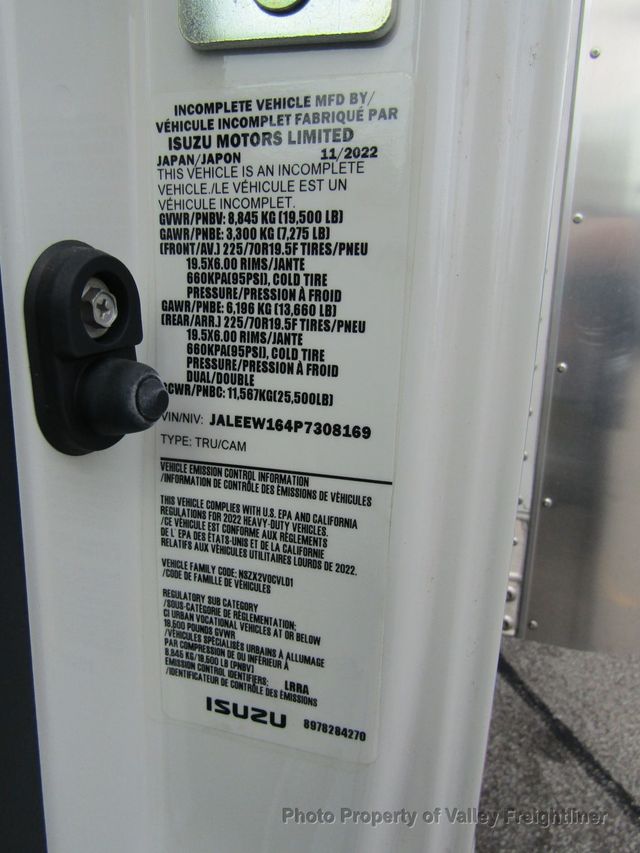 INCOMPLETE VEHICLE MFD BY/
VÉHICULE INCOMPLET FABRIQUÉ PAR
ISUZU MOTORS LIMITED
JAPAN/JAPON 11/2022
THIS VEHICLE IS AN INCOMPLETE
VEHICLE./LE VÉHICULE EST UN
VÉHICULE INCOMPLET.
GVWR/PNBV: 8,845 KG (19,500 LB)
GAWR/PNBE: 3,300 KG (7,275 LB)
(FRONT/AV.) 225/70R19.5F TIRES/PNEU
19.5X6.00 RIMS/JANTE
660KPA(95PSI), COLD TIRE
PRESSURE/PRESSION À FROID
GAWR/PNBE: 6,196 KG (13,660 LB)
(REAR/ARR.) 225/70R19.5F TIRES/PNEU
19.5X6.00 RIMS/JANTE
660KPA(95PSI), COLD TIRE
PRESSURE/PRESSION À FROID
DUAL/DOUBLE
GCWR/PNBC: 11,567KG(25,500LB)
VIN/NIV: JALEEW164P7308169
TYPE: TRU/CAM
VEHICLE EMISSION CONTROL INFORMATION
/INFORMATION DE CONTRÔLE DES ÉMISSIONS DE VÉHICULES
THIS VEHICLE COMPLIES WITH U.S. EPA AND CALIFORNIA
REGULATIONS FOR 2022 HEAVY-DUTY VEHICLES.
/CE VÉHICULE EST CONFORME AUX RÈGLEMENTS
DE L' EPA DES ÉTATS-UNIS ET DE LA CALIFORNIE
RELATIFS AUX VÉHICULES UTILITAIRES LOURDS DE 2022.
VEHICLE FAMILY CODE: NSZX2VOCVL01
/CODE DE FAMILLE DE VÉHICULES
REGULATORY SUB CATEGORY
/SOUS-CATÉGORIE DE RÉGLEMENTATION:
CI URBAN VOCATIONAL VEHICLES AT OR BELOW
19,500 POUNDS GVWR
/VÉHICULES SPÉCIALISÉS URBAINS À ALLUMAGE
PAR COMPRESSION DE OU INFÉRIEUR À
8,845 KG/19,500 LB (PNBV)
EMISSION CONTROL IDENTIFIERS: LRRA
/IDENTIFICATEUR DE CONTRÔLE DES ÉMISSIONS
ISUZU 8978284270
Photo Property of Valley Freightliner